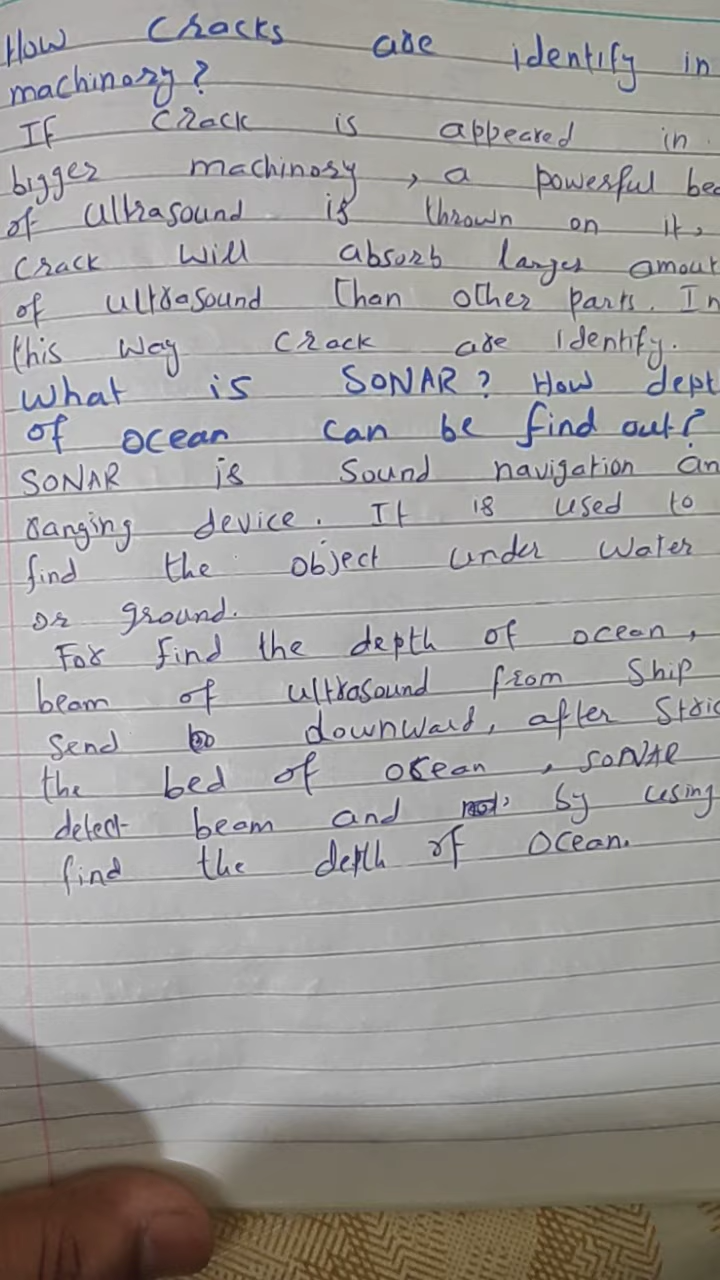 How cracks are identify in
machinary?
If crack is appeared in
bigger machinary, a powerful bea
of ultrasound is thrown on it,
crack will absorb larges amout
of ultrasound than other parts. In
this way crack are identify.
What is SONAR? How dept
of ocean can be find out?
SONAR is sound navigation an
ranging device. It is used to
find the object under water
or ground.
For find the depth of ocean,
beam of ultrasound from ship
send downward, after stric
the bed of ocean, SONAR
detect beam and by using
find the depth of ocean.